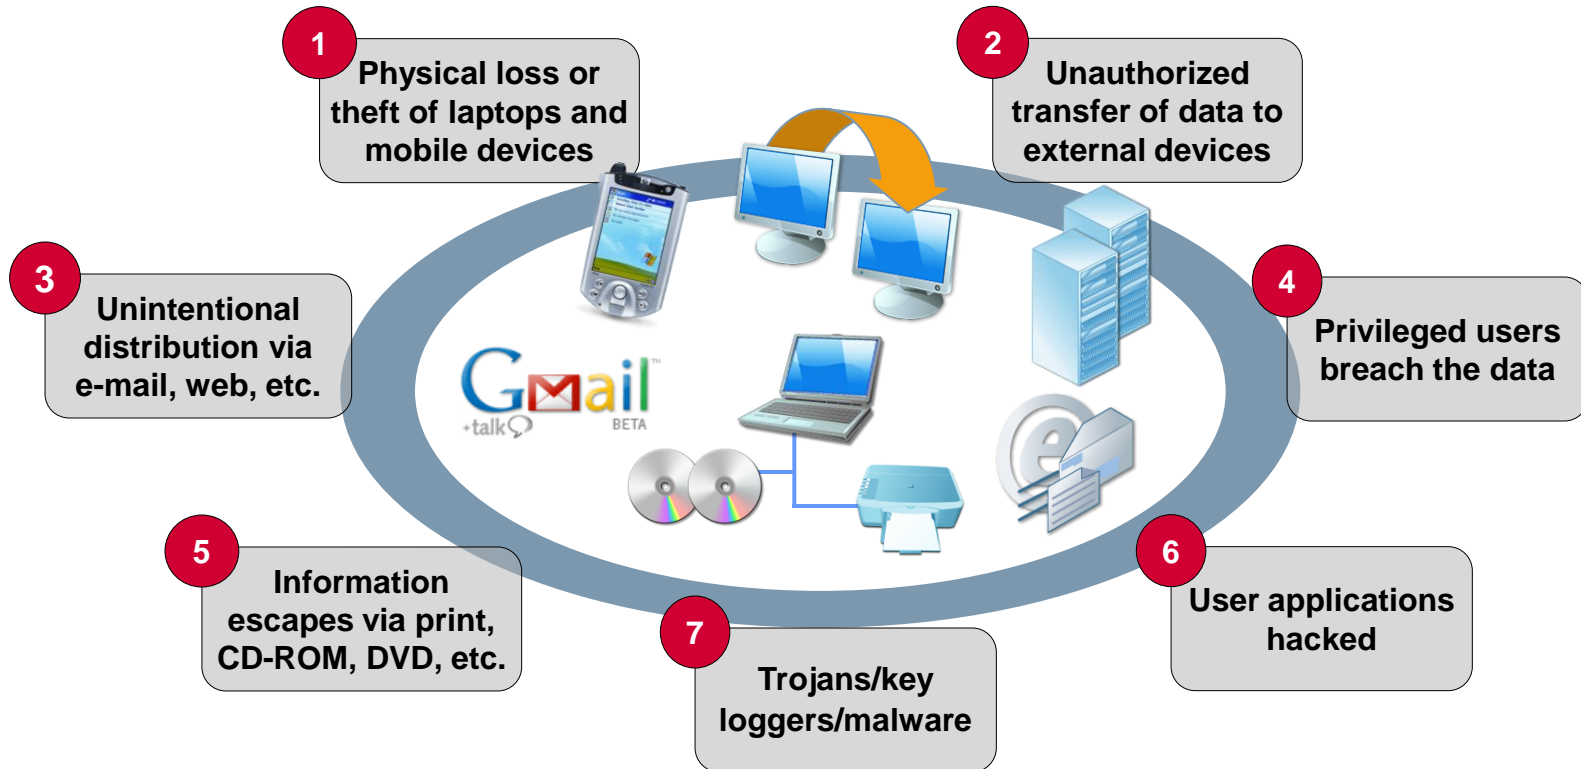 1
Physical loss or
theft of laptops and
mobile devices
2
Unauthorized
transfer of data to
external devices
3
Unintentional
distribution via
e-mail, web, etc.
4
Privileged users
breach the data
Gmail™
+talk
BETA
e
5
Information
escapes via print,
CD-ROM, DVD, etc.
6
User applications
hacked
7
Trojans/key
loggers/malware